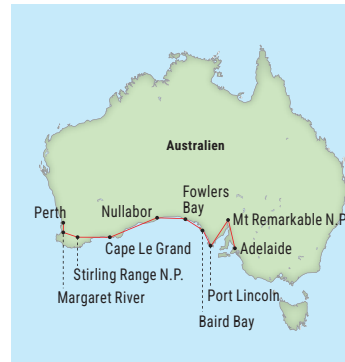 Australien
Fowlers
Bay
Perth
Nullabor
Mt Remarkable N.P
Cape Le Grand
Adelaide
Stirling Range N.P.
Margaret River
Port Lincoln
Baird Bay